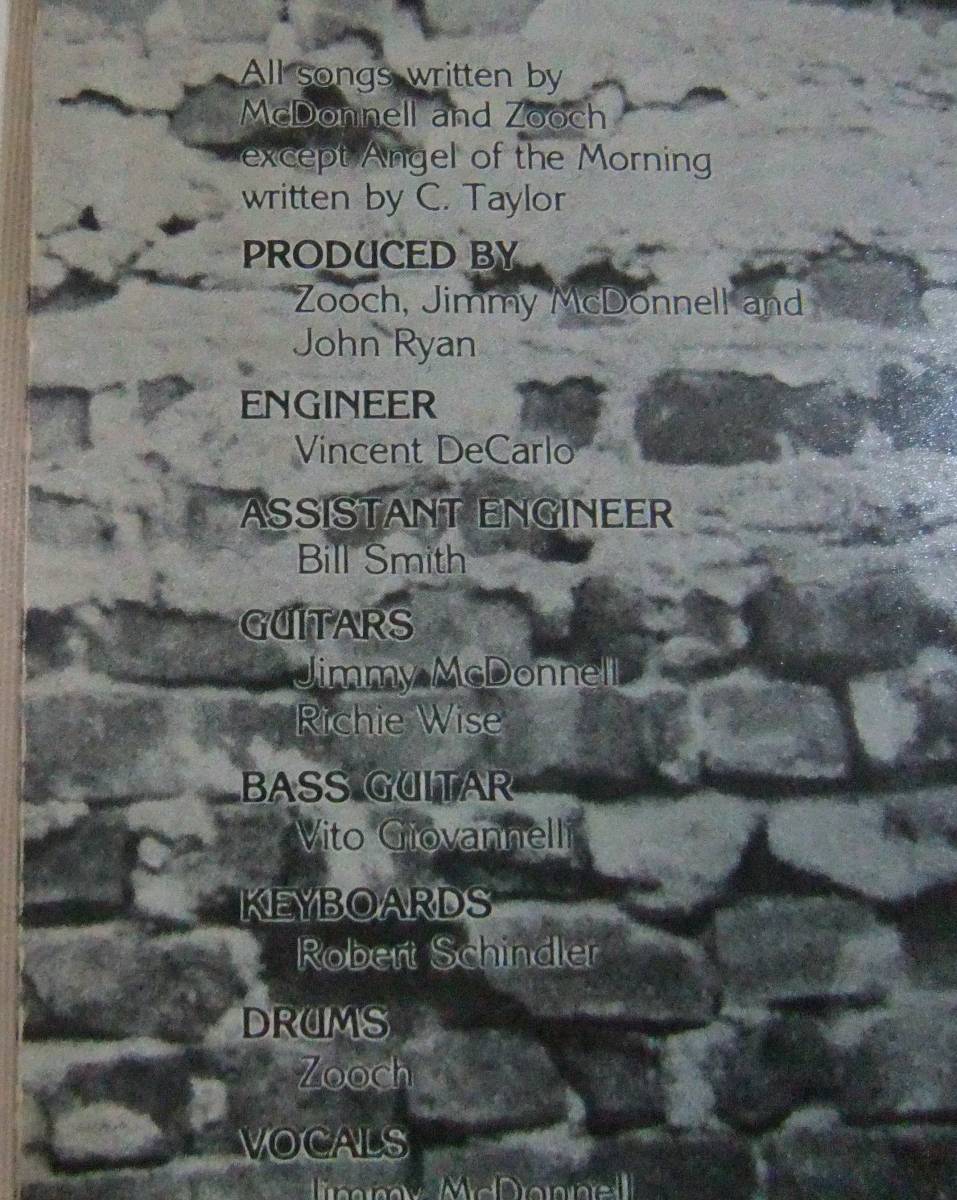 All songs written by
McDonnell and Zooch
except Angel of the Morning
written by C. Taylor
PRODUCED BY
Zooch, Jimmy McDonnell and
John Ryan
ENGINEER
Vincent DeCarlo
ASSISTANT ENGINEER
Bill Smith
GUITARS
Jimmy McDonnell
Richie Wise
BASS GUITAR
Vito Giovannelli
KEYBOARDS
Robert Schindler
DRUMS
Zooch
VOCALS
Jimmy McDonnell